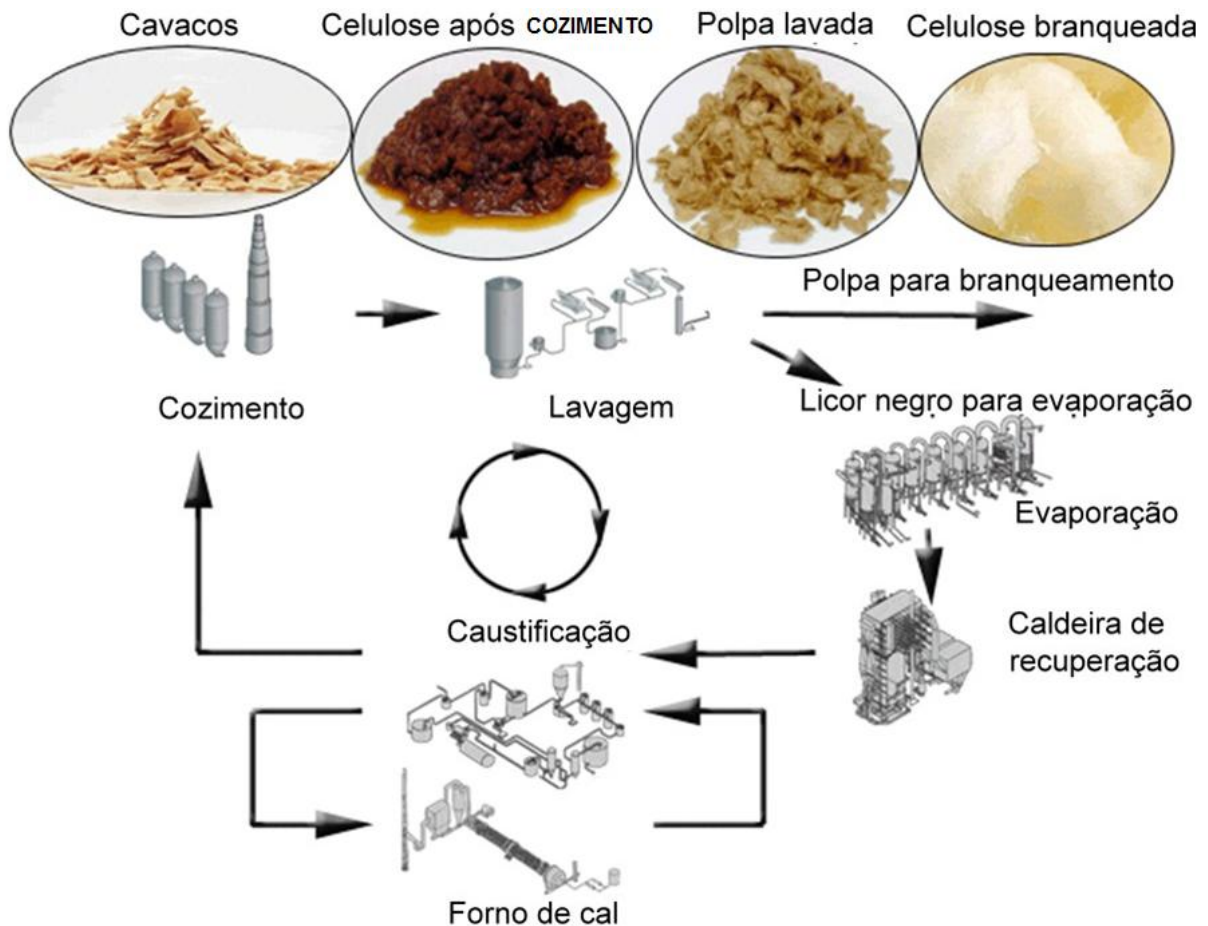 Cavacos
Celulose após COZIMENTO
Polpa lavada
Celulose branqueada
Polpa para branqueamento
Cozimento
Lavagem
Licor negro para evaporação
Evaporação
Caustificação
Caldeira de
recuperação
Forno de cal